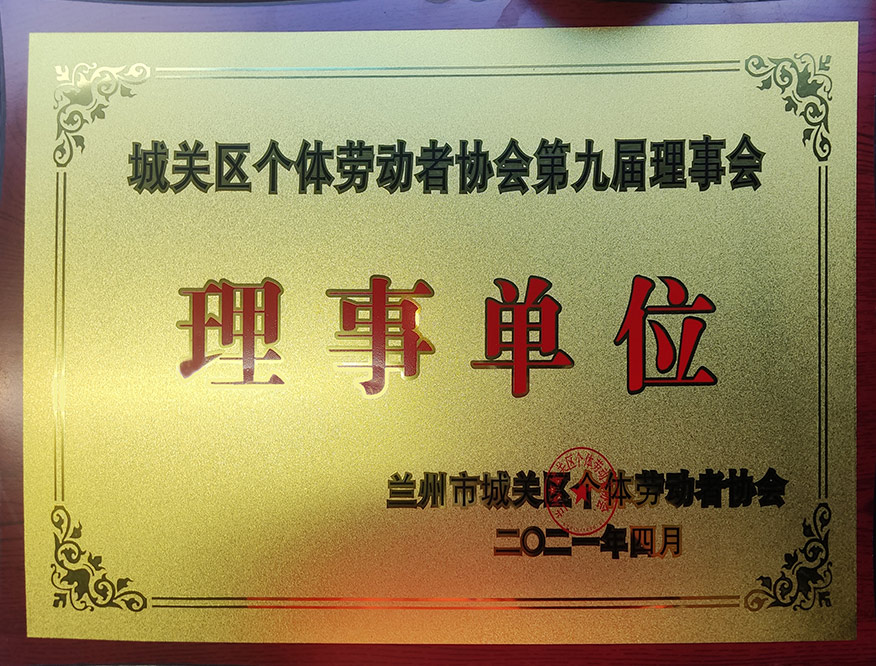 城关区个体劳动者协会第九届理事会
理事单位
兰州市城关区个体劳动者协会
二〇二一年四月